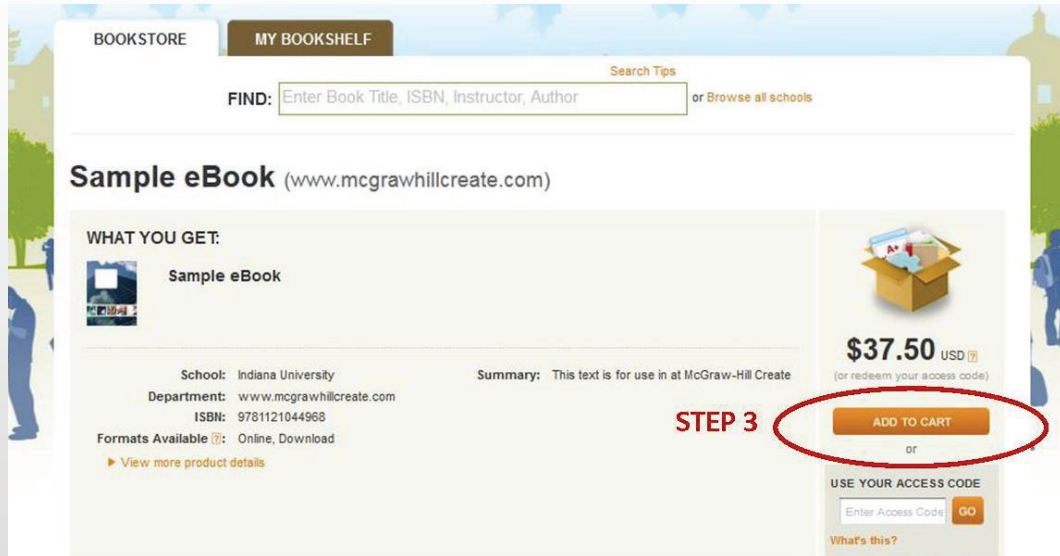 BOOKSTORE
MY BOOKSHELF
Search Tips
FIND: Enter Book Title, ISBN, Instructor, Author or Browse all schools
Sample eBook (www.mcgrawhillcreate.com)
WHAT YOU GET:
Sample eBook
$37.50 USD ?
(or redeem your access code)
School: Indiana University
Department: www.mcgrawhillcreate.com
ISBN: 9781121044968
Formats Available ?: Online, Download
View more product details
Summary: This text is for use in at McGraw-Hill Create
STEP 3
ADD TO CART
or
USE YOUR ACCESS CODE
Enter Access Code GO
What's this?
A+